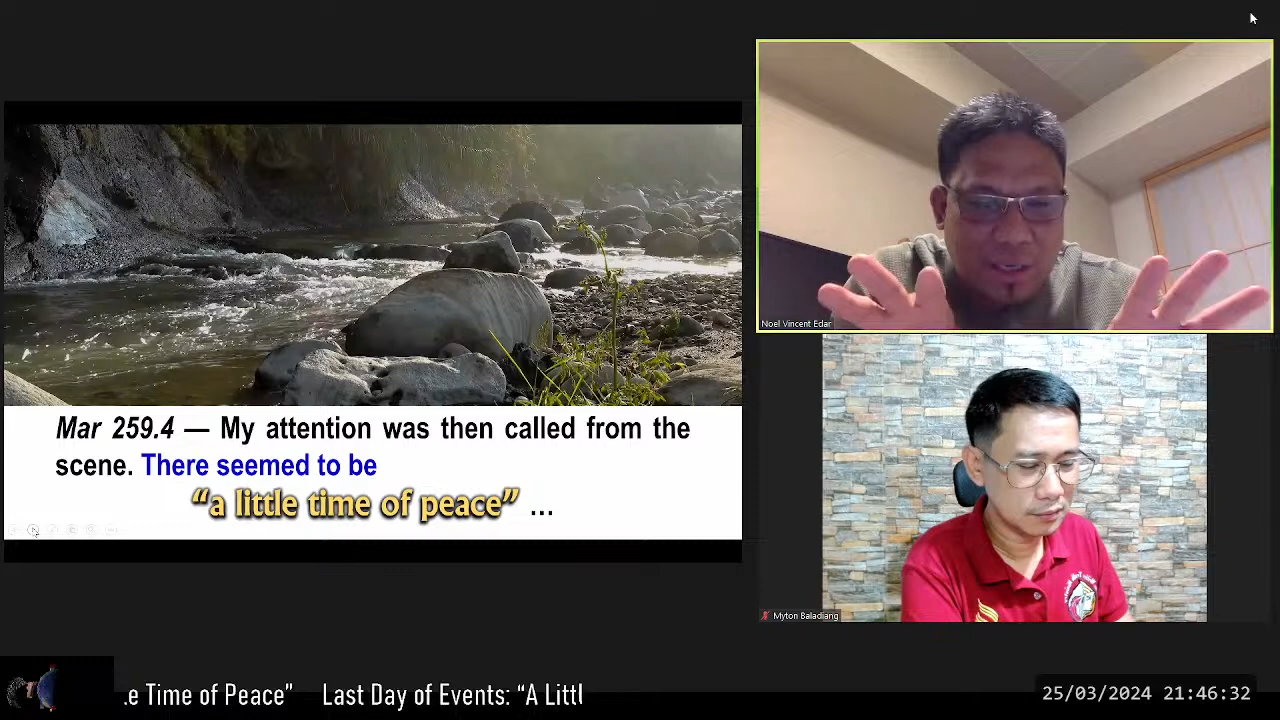 Mar 259.4 — My attention was then called from the
scene. There seemed to be
“a little time of peace” ...
Noel Vincent Edar
Myton Baladiang
.e Time of Peace” Last Day of Events: “A Littl
25/03/2024 21:46:32